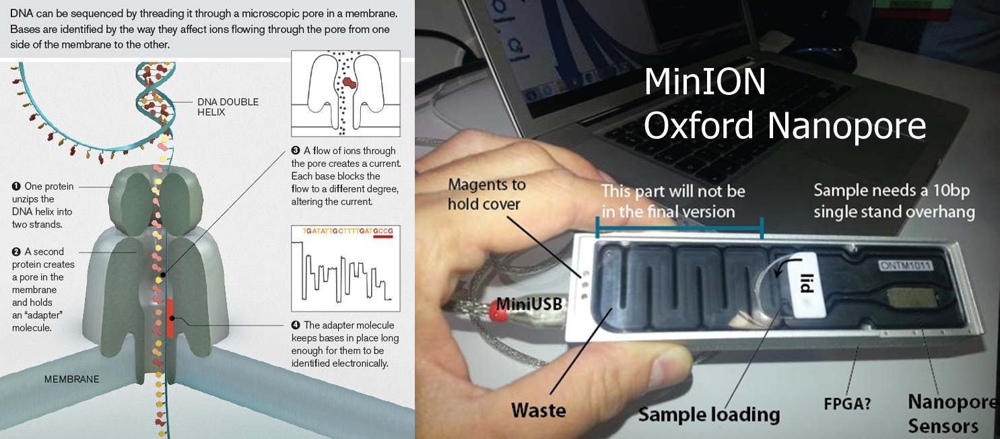 DNA can be sequenced by threading it through a microscopic pore in a membrane.
Bases are identified by the way they affect ions flowing through the pore from one
side of the membrane to the other.
DNA DOUBLE
HELIX
❶ One protein
unzips the
DNA helix into
two strands.
❷ A second
protein creates
a pore in the
membrane
and holds
an “adapter”
molecule.
MEMBRANE
❸ A flow of ions through
the pore creates a current.
Each base blocks the
flow to a different degree,
altering the current.
TGATATTGCTTTTGATGCCG
❹ The adapter molecule
keeps bases in place long
enough for them to be
identified electronically.
MinION
Oxford Nanopore
Magents to
hold cover
This part will not be
in the final version
Sample needs a 10bp
single stand overhang
ONTM1011
lid
MiniUSB
Waste
Sample loading
FPGA?
Nanopore
Sensors